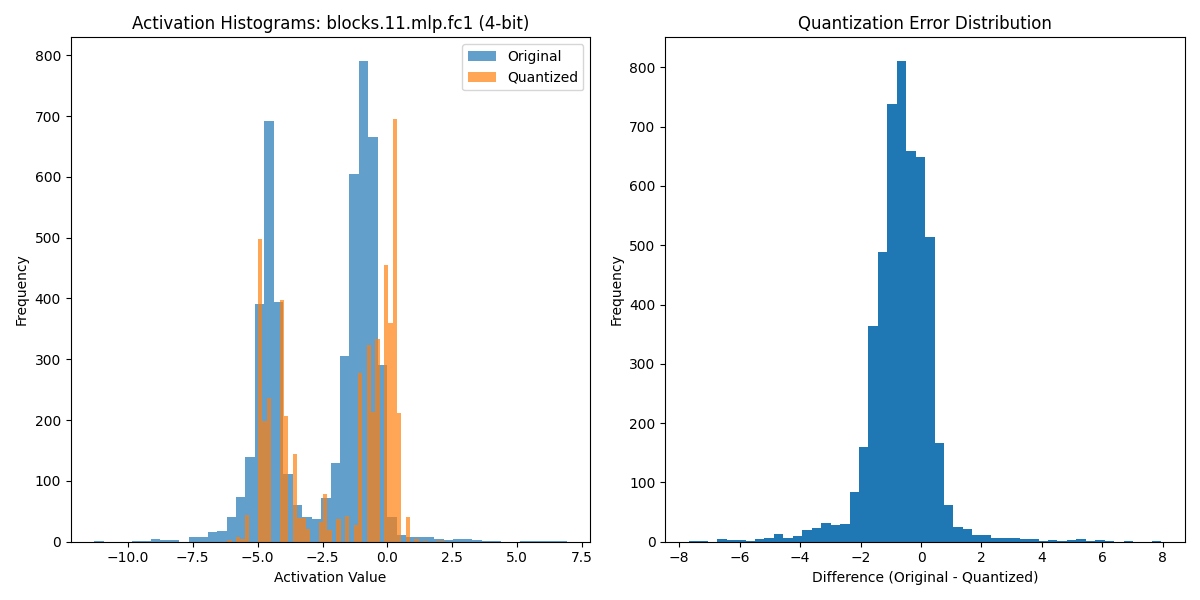 Activation Histograms: blocks.11.mlp.fc1 (4-bit)
Original
Quantized
800
700
600
500
400
300
200
100
0
Frequency
−10.0 −7.5 −5.0 −2.5 0.0 2.5 5.0 7.5
Activation Value
Quantization Error Distribution
800
700
600
500
400
300
200
100
0
Frequency
−8 −6 −4 −2 0 2 4 6 8
Difference (Original - Quantized)